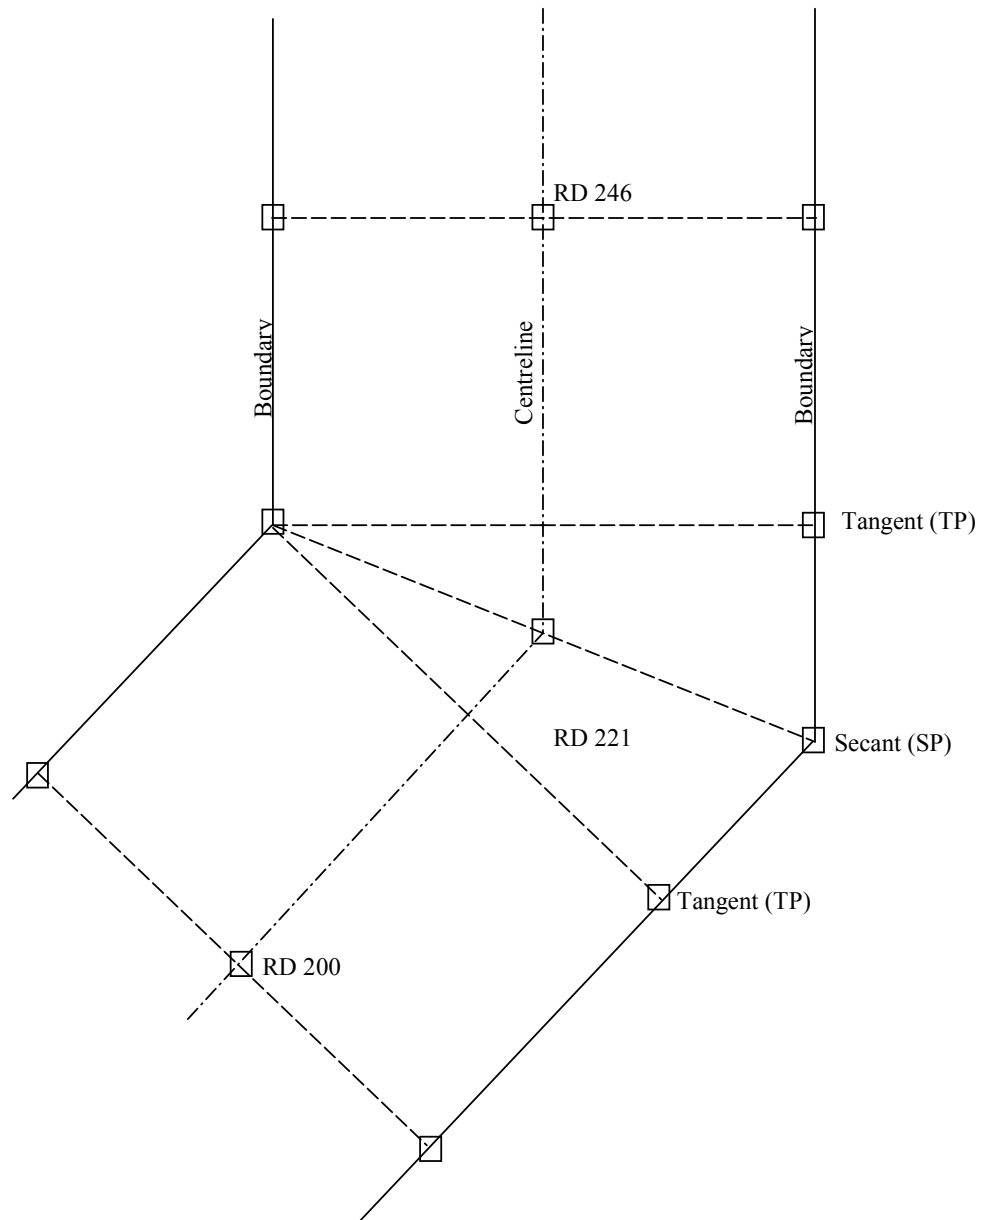 RD 246
Boundary
Centreline
Boundary
Tangent (TP)
RD 221
Secant (SP)
Tangent (TP)
RD 200